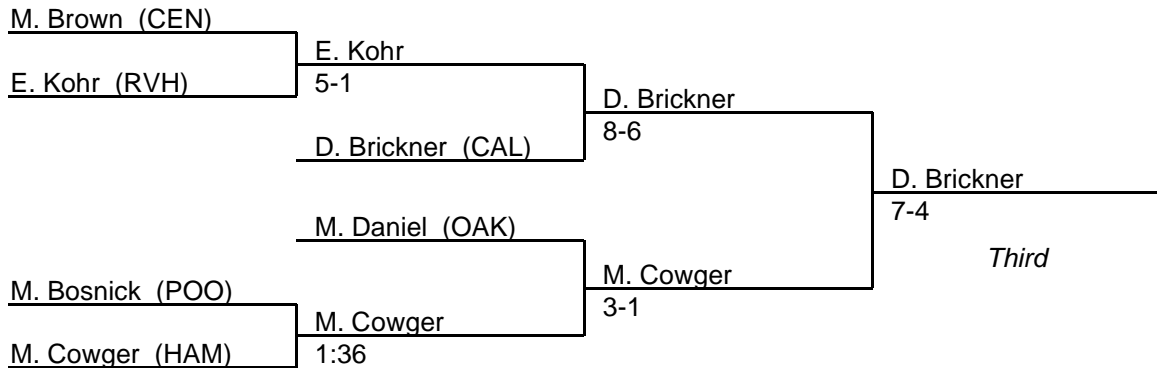 M. Brown (CEN)
E. Kohr
E. Kohr (RVH)
5-1
D. Brickner
8-6
D. Brickner (CAL)
D. Brickner
7-4
M. Daniel (OAK)
Third
M. Cowger
M. Bosnick (POO)
3-1
M. Cowger
M. Cowger (HAM)
1:36